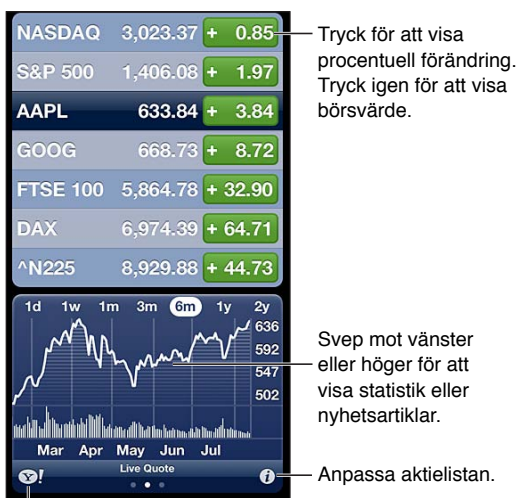 NASDAQ 3,023.37 + 0.85
S&P 500 1,406.08 + 1.97
AAPL 633.84 + 3.84
GOOG 668.73 + 8.72
FTSE 100 5,864.78 + 32.90
DAX 6,974.39 + 64.71
^N225 8,929.88 + 44.73
Tryck för att visa
procentuell förändring.
Tryck igen för att visa
börsvärde.
1d 1w 1m 3m 6m 1y 2y
636
592
547
502
Mar Apr May Jun Jul
Live Quote
Y!
i
Svep mot vänster
eller höger för att
visa statistik eller
nyhetsartiklar.
Anpassa aktielistan.